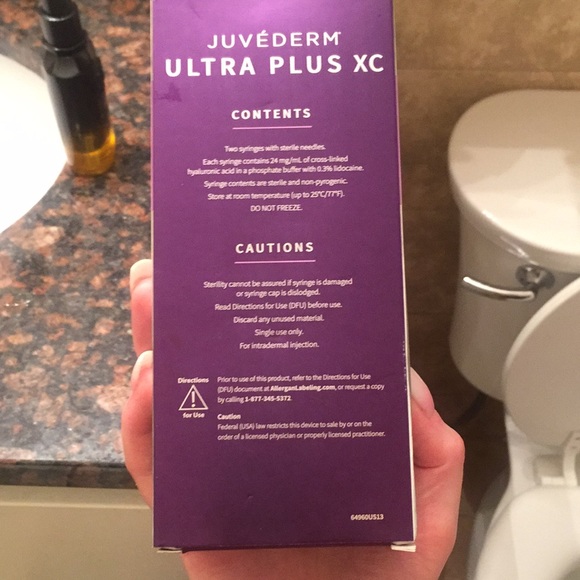 JUVÉDERM®
ULTRA PLUS XC
CONTENTS
Two syringes with sterile needles.
Each syringe contains 24 mg/mL of cross-linked
hyaluronic acid in a phosphate buffer with 0.3% lidocaine.
Syringe contents are sterile and non-pyrogenic.
Store at room temperature (up to 25°C/77°F).
DO NOT FREEZE.
CAUTIONS
Sterility cannot be assured if syringe is damaged
or syringe cap is dislodged.
Read Directions for Use (DFU) before use.
Discard any unused material.
Single use only.
For intradermal injection.
Directions
for Use
Prior to use of this product, refer to the Directions for Use
(DFU) document at AllerganLabeling.com, or request a copy
by calling 1-877-345-5372.
Caution
Federal (USA) law restricts this device to sale by or on the
order of a licensed physician or properly licensed practitioner.
64960US13